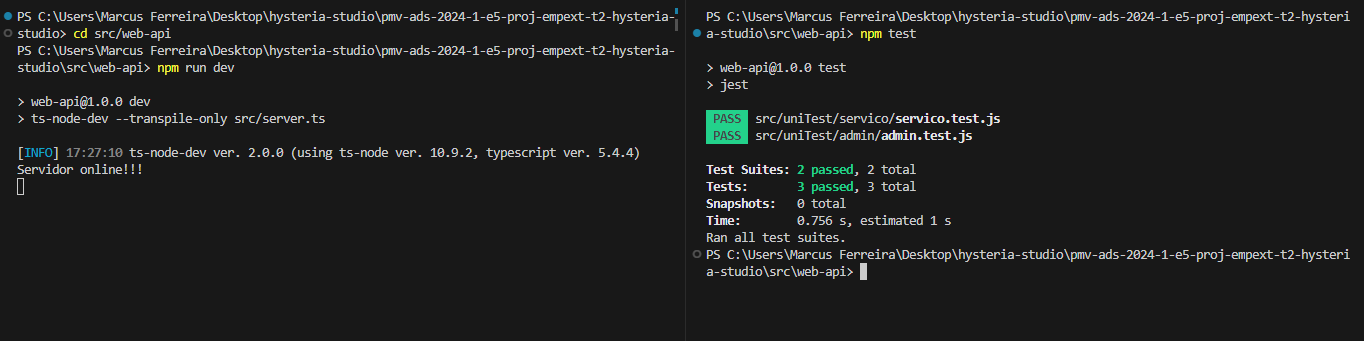 PS C:\Users\Marcus Ferreira\Desktop\hysteria-studio\pmv-ads-2024-1-e5-proj-empext-t2-hysteria-
studio> cd src/web-api
PS C:\Users\Marcus Ferreira\Desktop\hysteria-studio\pmv-ads-2024-1-e5-proj-empext-t2-hysteria-
studio\src\web-api> npm run dev
> web-api@1.0.0 dev
> ts-node-dev --transpile-only src/server.ts
[INFO] 17:27:10 ts-node-dev ver. 2.0.0 (using ts-node ver. 10.9.2, typescript ver. 5.4.4)
Servidor online!!!
PS C:\Users\Marcus Ferreira\Desktop\hysteria-studio\pmv-ads-2024-1-e5-proj-empext-t2-hysteri
a-studio\src\web-api> npm test
> web-api@1.0.0 test
> jest
PASS src/uniTest/servico/servico.test.js
PASS src/uniTest/admin/admin.test.js
Test Suites: 2 passed, 2 total
Tests: 3 passed, 3 total
Snapshots: 0 total
Time: 0.756 s, estimated 1 s
Ran all test suites.
PS C:\Users\Marcus Ferreira\Desktop\hysteria-studio\pmv-ads-2024-1-e5-proj-empext-t2-hysteri
a-studio\src\web-api>